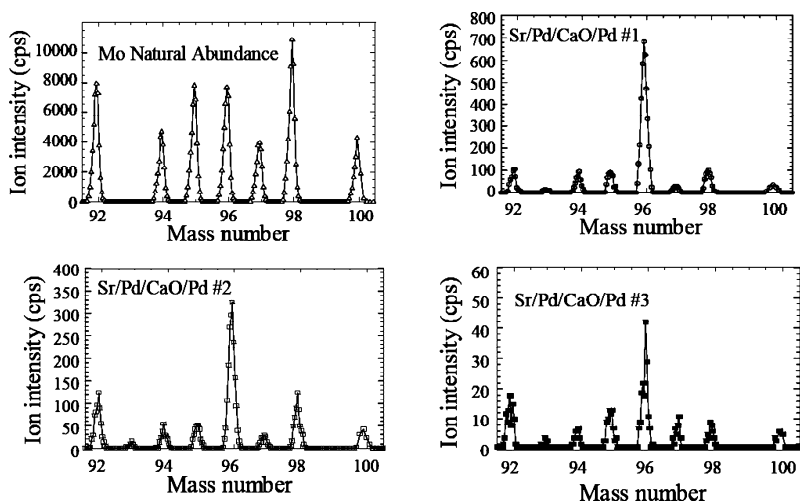 Mo Natural Abundance
Ion intensity (cps)
10000
8000
6000
4000
2000
0
92 94 96 98 100
Mass number
Sr/Pd/CaO/Pd #1
Ion intensity (cps)
800
700
600
500
400
300
200
100
0
92 94 96 98 100
Mass number
Sr/Pd/CaO/Pd #2
Ion intensity (cps)
400
350
300
250
200
150
100
50
0
92 94 96 98 100
Mass number
Sr/Pd/CaO/Pd #3
Ion intensity (cps)
60
50
40
30
20
10
0
92 94 96 98 100
Mass number